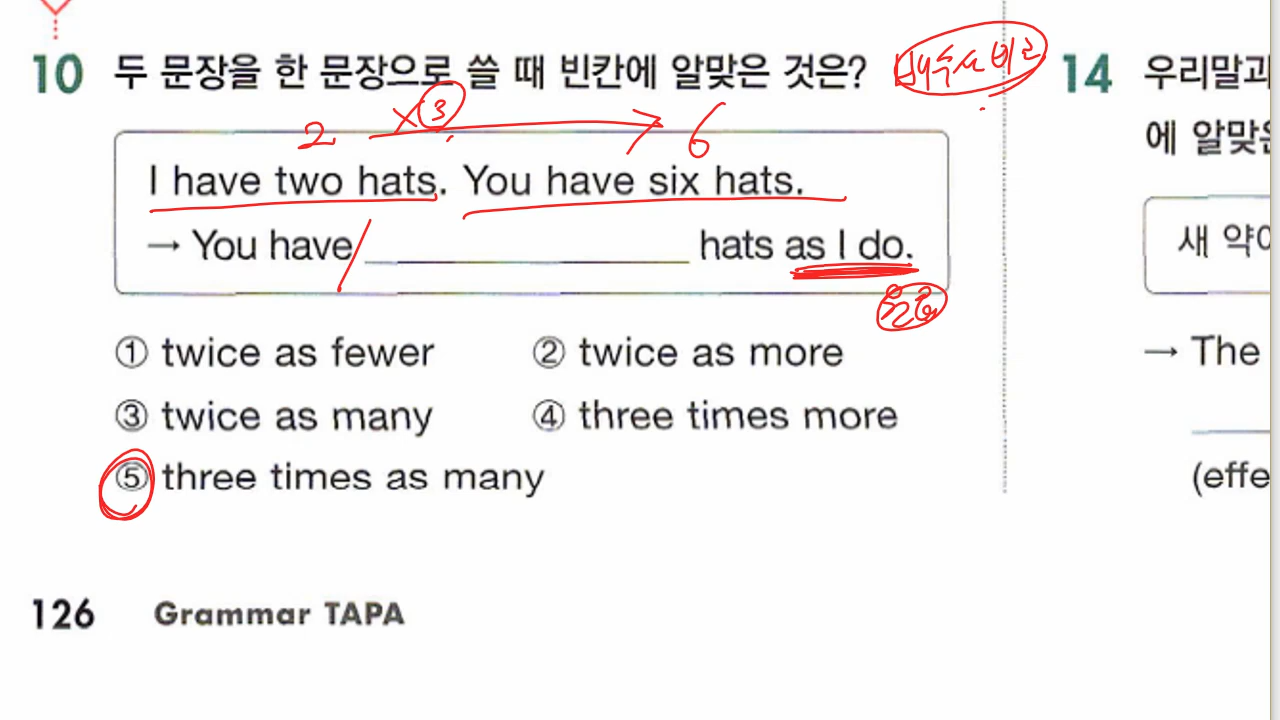 10 두 문장을 한 문장으로 쓸 때 빈칸에 알맞은 것은? 배수사 비교
2 ×3 6
I have two hats. You have six hats.
→ You have ________ hats as I do.
원급
① twice as fewer ② twice as more
③ twice as many ④ three times more
⑤ three times as many
126 Grammar TAPA
14 우리말과
에 알맞은
새 약이
→ The
(effe